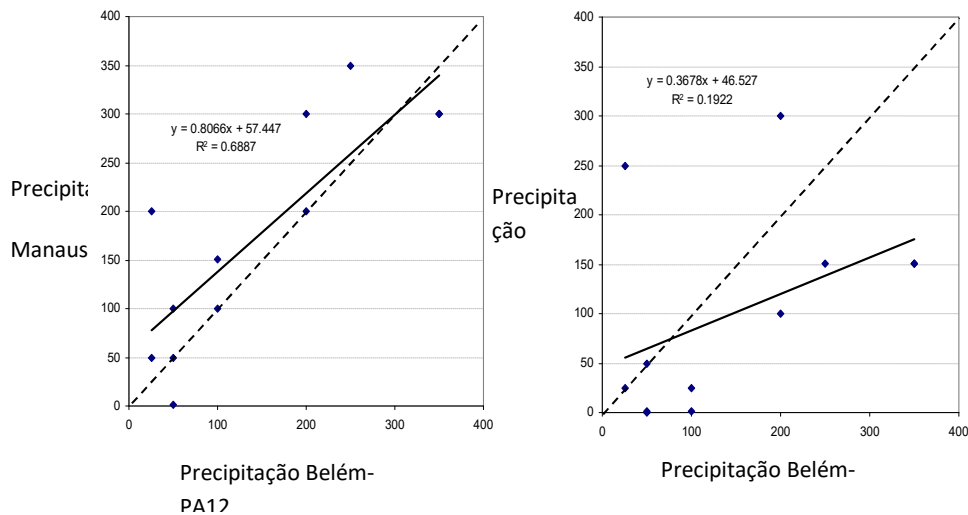 400
350
300
250
200
150
100
50
0
y = 0.8066x + 57.447
R² = 0.6887
Precipita
Manaus
0 100 200 300 400
Precipitação Belém-
PA12
400
350
300
250
200
150
100
50
0
y = 0.3678x + 46.527
R² = 0.1922
Precipita
ção
0 100 200 300 400
Precipitação Belém-